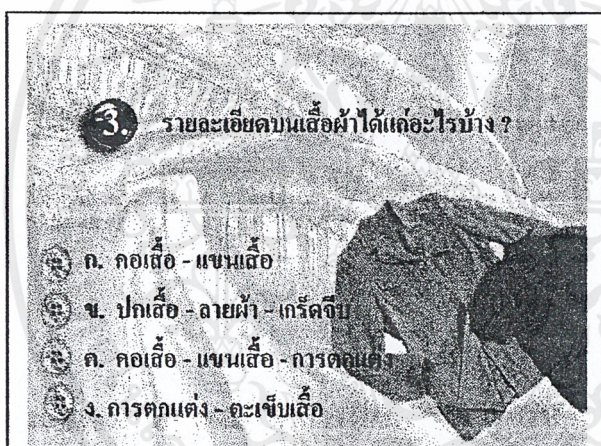 3. รายละเอียดบนเสื้อผ้าได้แก่อะไรบ้าง ?
ก. คอเสื้อ - แขนเสื้อ
ข. ปกเสื้อ - ลายผ้า - เกร็ดจีบ
ค. คอเสื้อ - แขนเสื้อ - การตกแต่ง
ง. การตกแต่ง - ตะเข็บเสื้อ